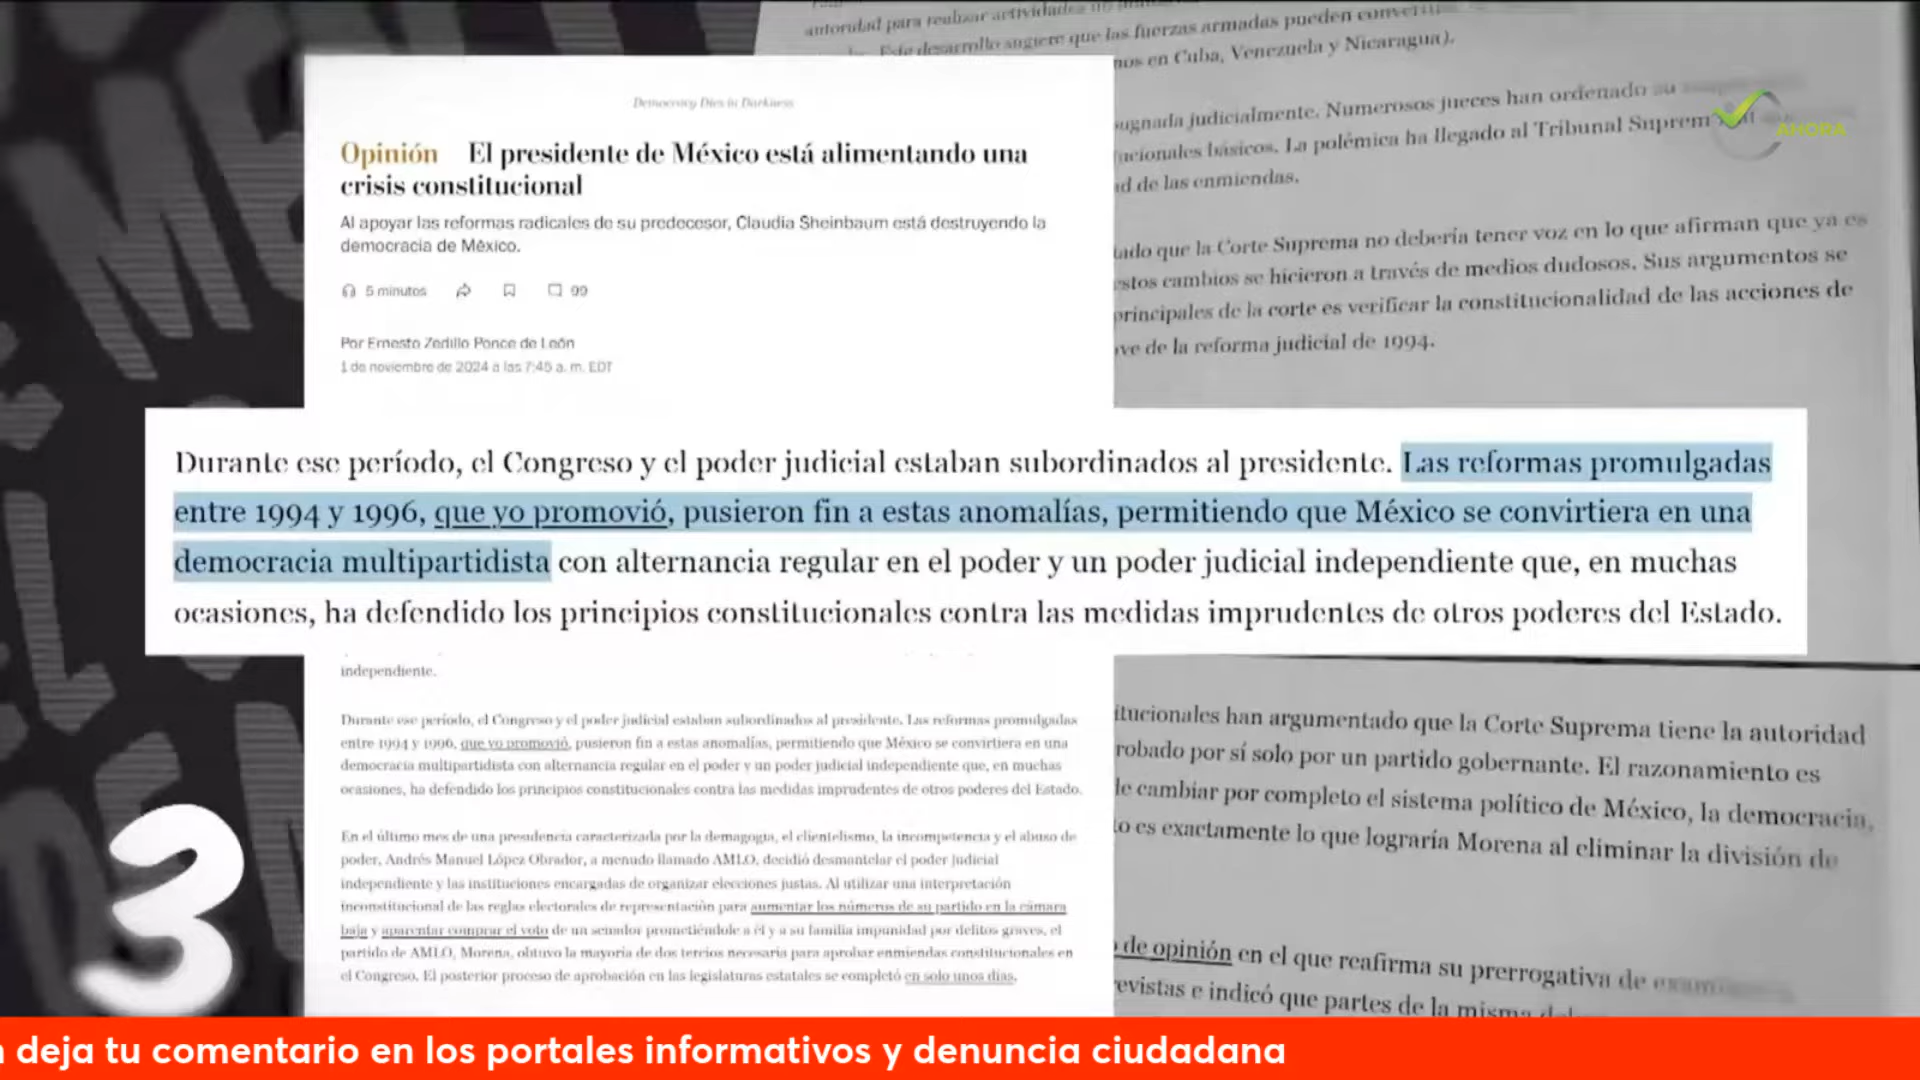 Democracy Dies in Darkness
Opinión El presidente de México está alimentando una
crisis constitucional
Al apoyar las reformas radicales de su predecesor, Claudia Sheinbaum está destruyendo la
democracia de México.
5 minutos 99
Por Ernesto Zedillo Ponce de León
1 de noviembre de 2024 a las 7:45 a. m. EDT
autoridad para realizar actividades
Este desarrollo sugiere que las fuerzas armadas pueden
en Cuba, Venezuela y Nicaragua).
judicialmente. Numerosos jueces han ordenado su
básicos. La polémica ha llegado al Tribunal
AHORA
de las enmiendas.
que la Corte Suprema no debería tener voz en lo que afirman que ya es
estos cambios se hicieron a través de medios dudosos. Sus argumentos se
principales de la corte es verificar la constitucionalidad de las acciones de
de la reforma judicial de 1994.
Durante ese período, el Congreso y el poder judicial estaban subordinados al presidente. Las reformas promulgadas
entre 1994 y 1996, que yo promovió, pusieron fin a estas anomalías, permitiendo que México se convirtiera en una
democracia multipartidista con alternancia regular en el poder y un poder judicial independiente que, en muchas
ocasiones, ha defendido los principios constitucionales contra las medidas imprudentes de otros poderes del Estado.
independiente.
Durante ese período, el Congreso y el poder judicial estaban subordinados al presidente. Las reformas promulgadas
entre 1994 y 1996, que yo promovió, pusieron fin a estas anomalías, permitiendo que México se convirtiera en una
democracia multipartidista con alternancia regular en el poder y un poder judicial independiente que, en muchas
ocasiones, ha defendido los principios constitucionales contra las medidas imprudentes de otros poderes del Estado.
En el último mes de una presidencia caracterizada por la demagogia, el clientelismo, la incompetencia y el abuso de
poder, Andrés Manuel López Obrador, a menudo llamado AMLO, decidió desmantelar el poder judicial
independiente y las instituciones encargadas de organizar elecciones justas. Al utilizar una interpretación
inconstitucional de las reglas electorales de representación para aumentar los números de su partido en la cámara
baja y aparentar comprar el voto de un senador prometiéndole a él y a su familia impunidad por delitos graves, el
partido de AMLO, Morena, obtuvo la mayoría de dos tercios necesaria para aprobar enmiendas constitucionales en
el Congreso. El posterior proceso de aprobación en las legislaturas estatales se completó en solo unos días.
han argumentado que la Corte Suprema tiene la autoridad
por sí solo por un partido gobernante. El razonamiento es
cambiar por completo el sistema político de México, la democracia,
es exactamente lo que lograría Morena al eliminar la división de
de opinión en el que reafirma su prerrogativa de
e indicó que partes de la misma
3
deja tu comentario en los portales informativos y denuncia ciudadana